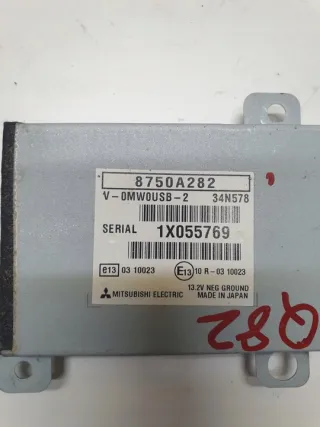 8750A282
V-0MW0USB-2 34N578
SERIAL 1X055769
e13 03 10023 E13 10 R-03 10023
13.2V NEG GROUND
MITSUBISHI ELECTRIC MADE IN JAPAN
Q82